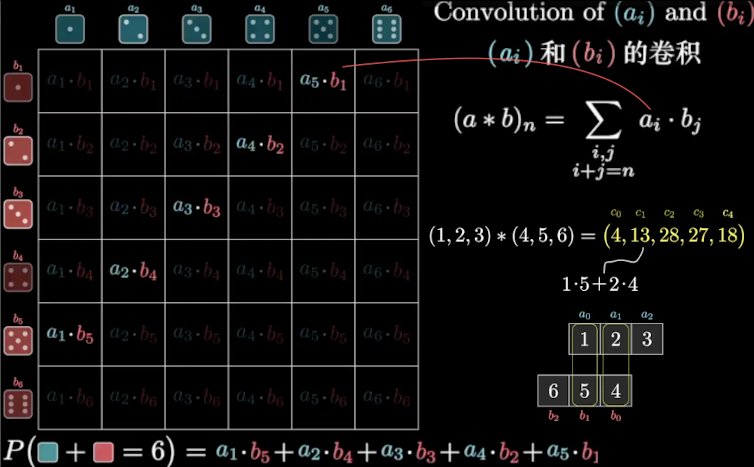 a₁ a₂ a₃ a₄ a₅ a₆
b₁ a₁·b₁ a₂·b₁ a₃·b₁ a₄·b₁ a₅·b₁ a₆·b₁
b₂ a₁·b₂ a₂·b₂ a₃·b₂ a₄·b₂ a₅·b₂ a₆·b₂
b₃ a₁·b₃ a₂·b₃ a₃·b₃ a₄·b₃ a₅·b₃ a₆·b₃
b₄ a₁·b₄ a₂·b₄ a₃·b₄ a₄·b₄ a₅·b₄ a₆·b₄
b₅ a₁·b₅ a₂·b₅ a₃·b₅ a₄·b₅ a₅·b₅ a₆·b₅
b₆ a₁·b₆ a₂·b₆ a₃·b₆ a₄·b₆ a₅·b₆ a₆·b₆
P( + = 6) = a₁·b₅+a₂·b₄+a₃·b₃+a₄·b₂+a₅·b₁
Convolution of (aᵢ) and (bᵢ)
(aᵢ) 和 (bᵢ) 的卷积
(a ∗ b)ₙ = ∑ aᵢ · bⱼ
i,j
i+j=n
c₀ c₁ c₂ c₃ c₄
(1, 2, 3) ∗ (4, 5, 6) = (4, 13, 28, 27, 18)
1·5+2·4
a₀ a₁ a₂
1 2 3
6 5 4
b₂ b₁ b₀